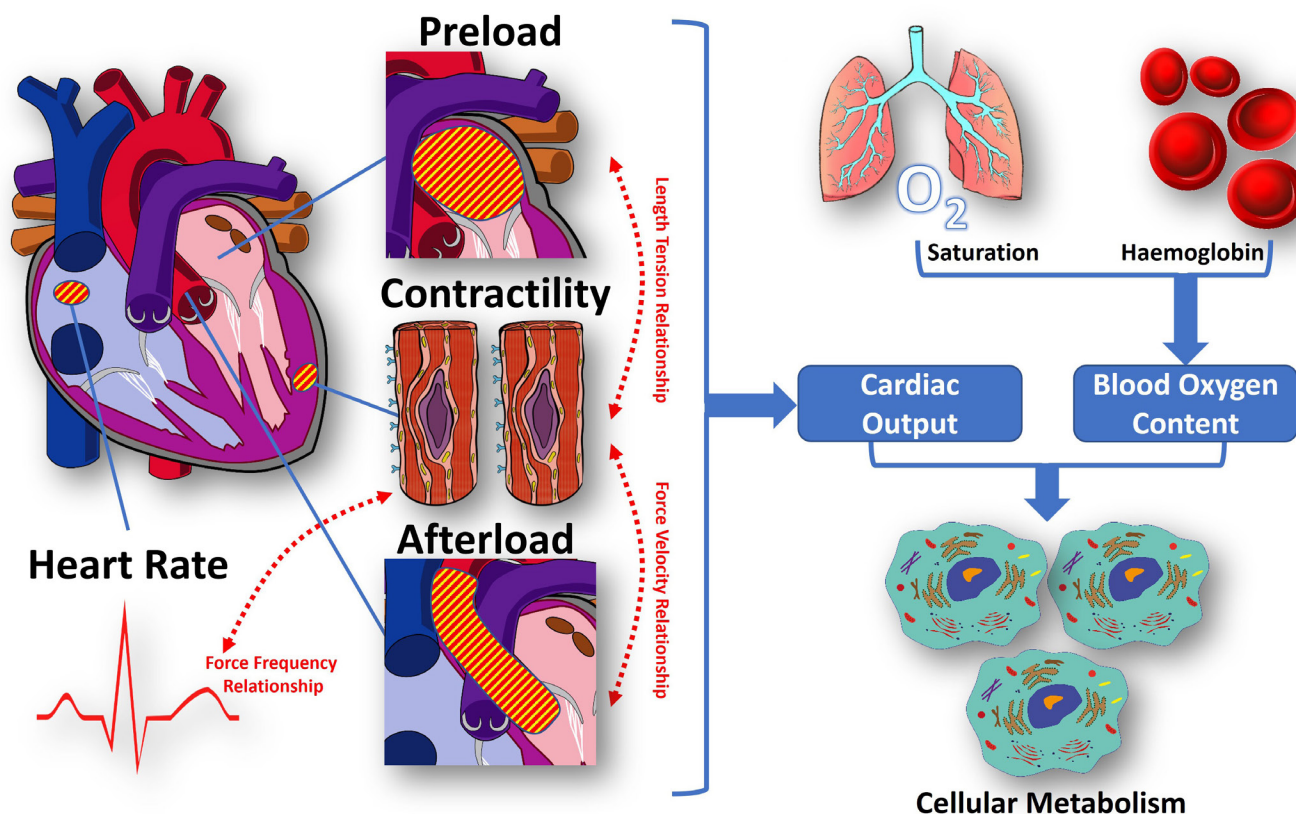 Preload
Contractility
Afterload
Heart Rate
Force Frequency
Relationship
Length Tension Relationship
Force Velocity Relationship
O2
Saturation
Haemoglobin
Cardiac
Output
Blood Oxygen
Content
Cellular Metabolism